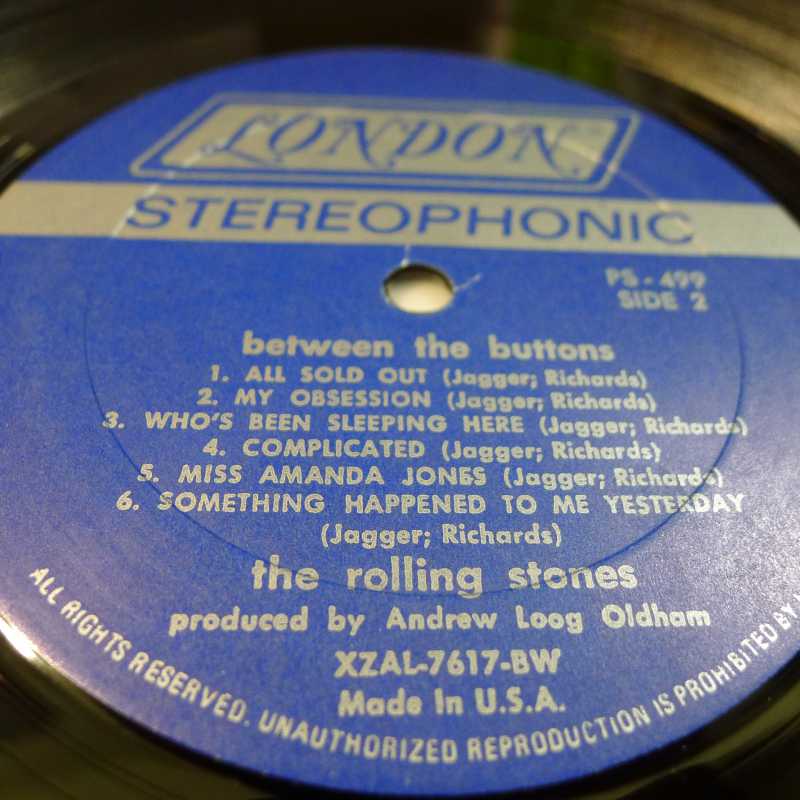 LONDON
STEREOPHONIC
PS-499
SIDE 2
between the buttons
1. ALL SOLD OUT (Jagger; Richards)
2. MY OBSESSION (Jagger; Richards)
3. WHO'S BEEN SLEEPING HERE (Jagger; Richards)
4. COMPLICATED (Jagger; Richards)
5. MISS AMANDA JONES (Jagger; Richards)
6. SOMETHING HAPPENED TO ME YESTERDAY
(Jagger; Richards)
the rolling stones
produced by Andrew Loog Oldham
XZAL-7617-BW
Made In U.S.A.
ALL RIGHTS RESERVED. UNAUTHORIZED REPRODUCTION IS PROHIBITED BY